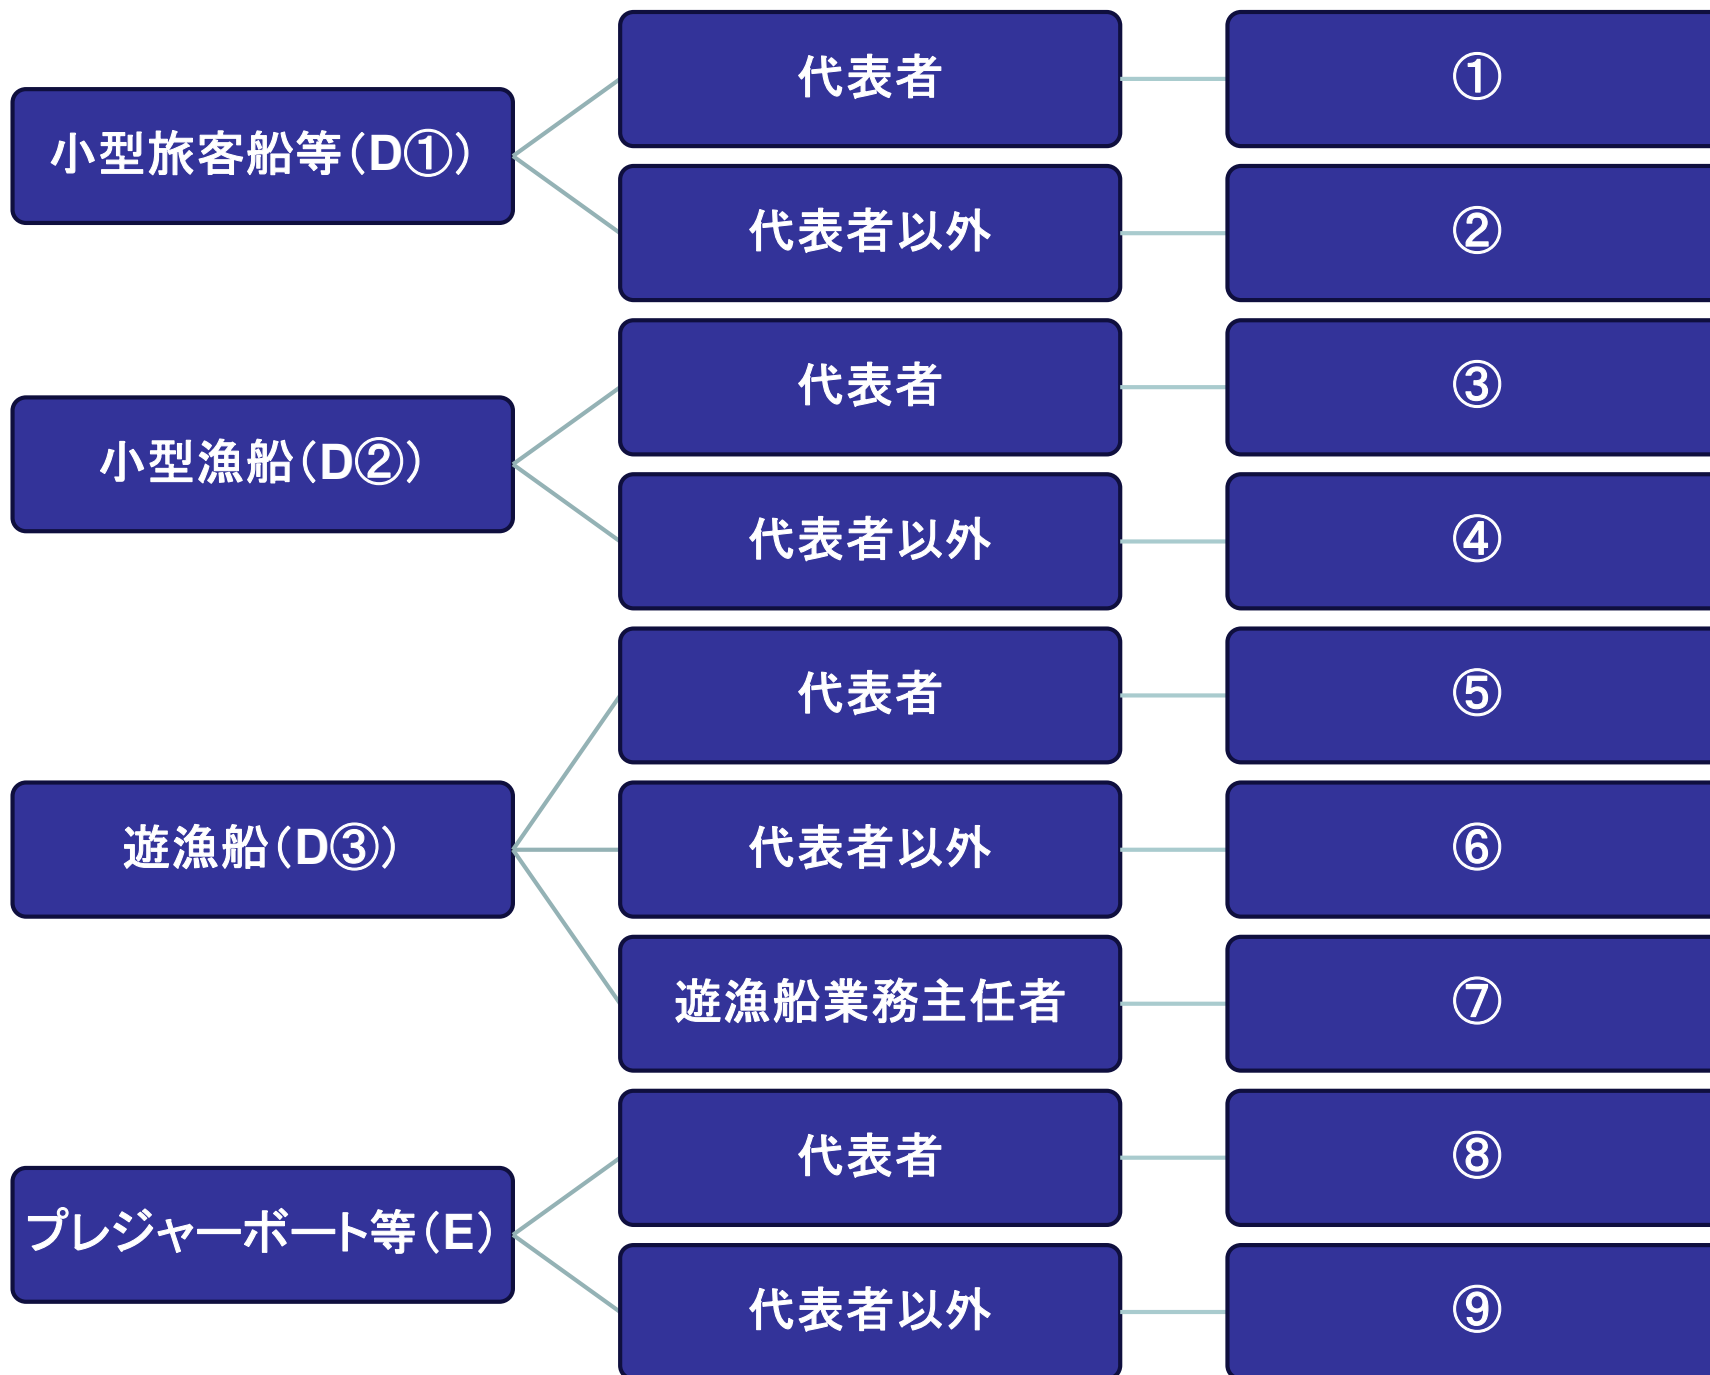 小型旅客船等(D①)
代表者
①
代表者以外
②
小型漁船(D②)
代表者
③
代表者以外
④
遊漁船(D③)
代表者
⑤
代表者以外
⑥
遊漁船業務主任者
⑦
プレジャーボート等(E)
代表者
⑧
代表者以外
⑨